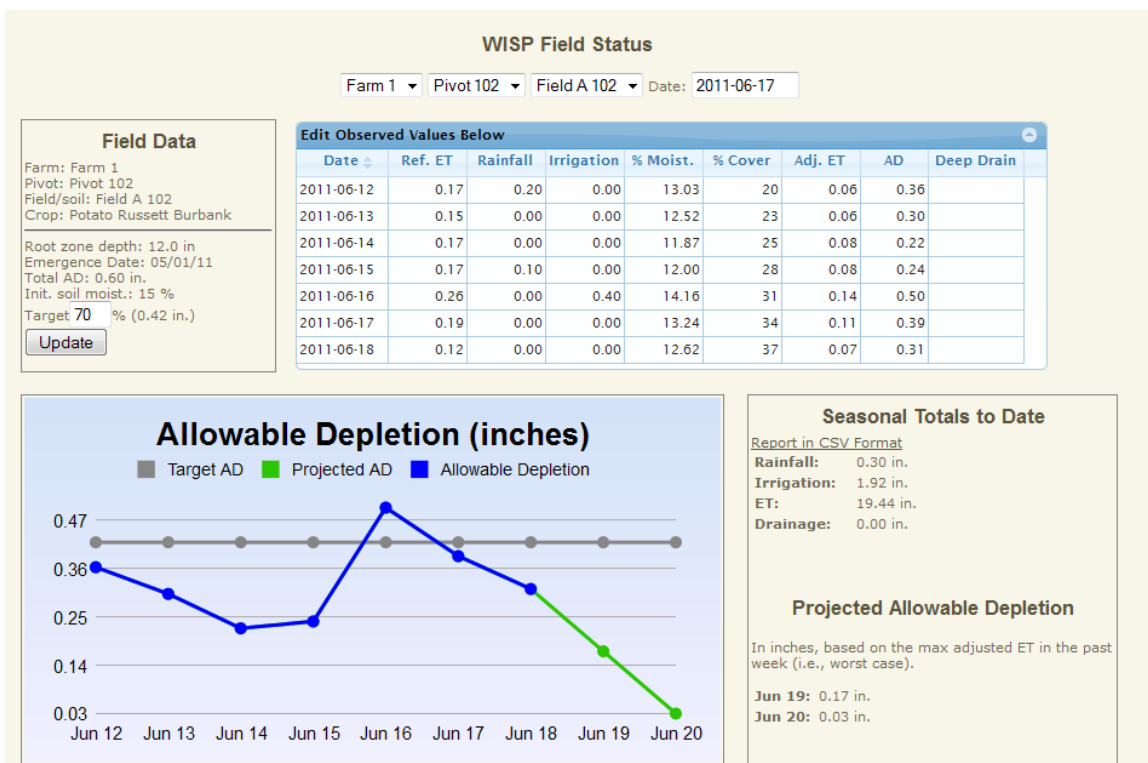 WISP Field Status
Farm 1 Pivot 102 Field A 102 Date: 2011-06-17
Field Data
Farm: Farm 1
Pivot: Pivot 102
Field/soil: Field A 102
Crop: Potato Russett Burbank
Root zone depth: 12.0 in
Emergence Date: 05/01/11
Total AD: 0.60 in.
Init. soil moist.: 15 %
Target 70 % (0.42 in.)
Update
Edit Observed Values Below
Date Ref. ET Rainfall Irrigation % Moist. % Cover Adj. ET AD Deep Drain
2011-06-12 0.17 0.20 0.00 13.03 20 0.06 0.36
2011-06-13 0.15 0.00 0.00 12.52 23 0.06 0.30
2011-06-14 0.17 0.00 0.00 11.87 25 0.08 0.22
2011-06-15 0.17 0.10 0.00 12.00 28 0.08 0.24
2011-06-16 0.26 0.00 0.40 14.16 31 0.14 0.50
2011-06-17 0.19 0.00 0.00 13.24 34 0.11 0.39
2011-06-18 0.12 0.00 0.00 12.62 37 0.07 0.31
Allowable Depletion (inches)
Target AD Projected AD Allowable Depletion
0.47
0.36
0.25
0.14
0.03
Jun 12 Jun 13 Jun 14 Jun 15 Jun 16 Jun 17 Jun 18 Jun 19 Jun 20
Seasonal Totals to Date
Report in CSV Format
Rainfall: 0.30 in.
Irrigation: 1.92 in.
ET: 19.44 in.
Drainage: 0.00 in.
Projected Allowable Depletion
In inches, based on the max adjusted ET in the past
week (i.e., worst case).
Jun 19: 0.17 in.
Jun 20: 0.03 in.